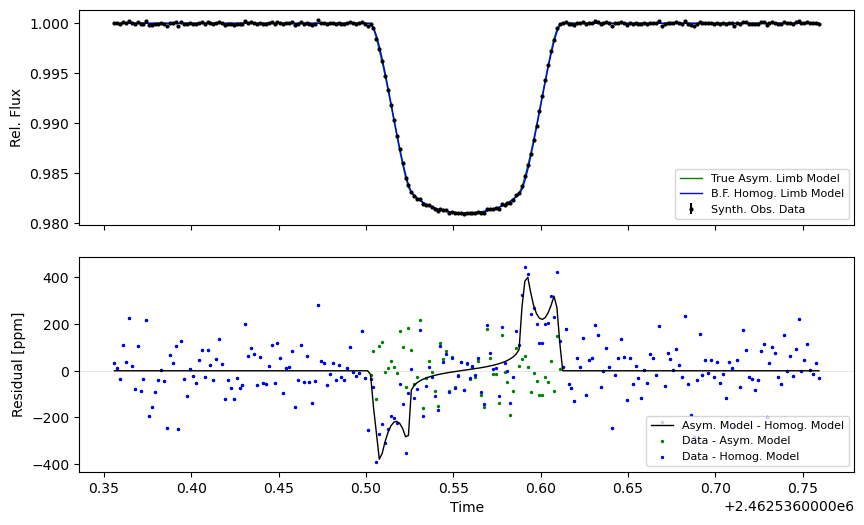 1.000
0.995
0.990
0.985
0.980
Rel. Flux
True Asym. Limb Model
B.F. Homog. Limb Model
Synth. Obs. Data
400
200
0
−200
−400
Residual [ppm]
Asym. Model - Homog. Model
Data - Asym. Model
Data - Homog. Model
0.35 0.40 0.45 0.50 0.55 0.60 0.65 0.70 0.75
Time
+2.4625360000e6